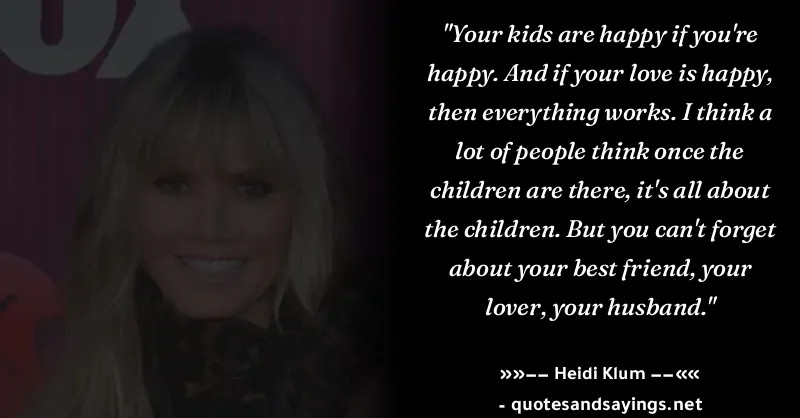 "Your kids are happy if you're
happy. And if your love is happy,
then everything works. I think a
lot of people think once the
children are there, it's all about
the children. But you can't forget
about your best friend, your
lover, your husband."
»»−− Heidi Klum −−««
- quotesandsayings.net